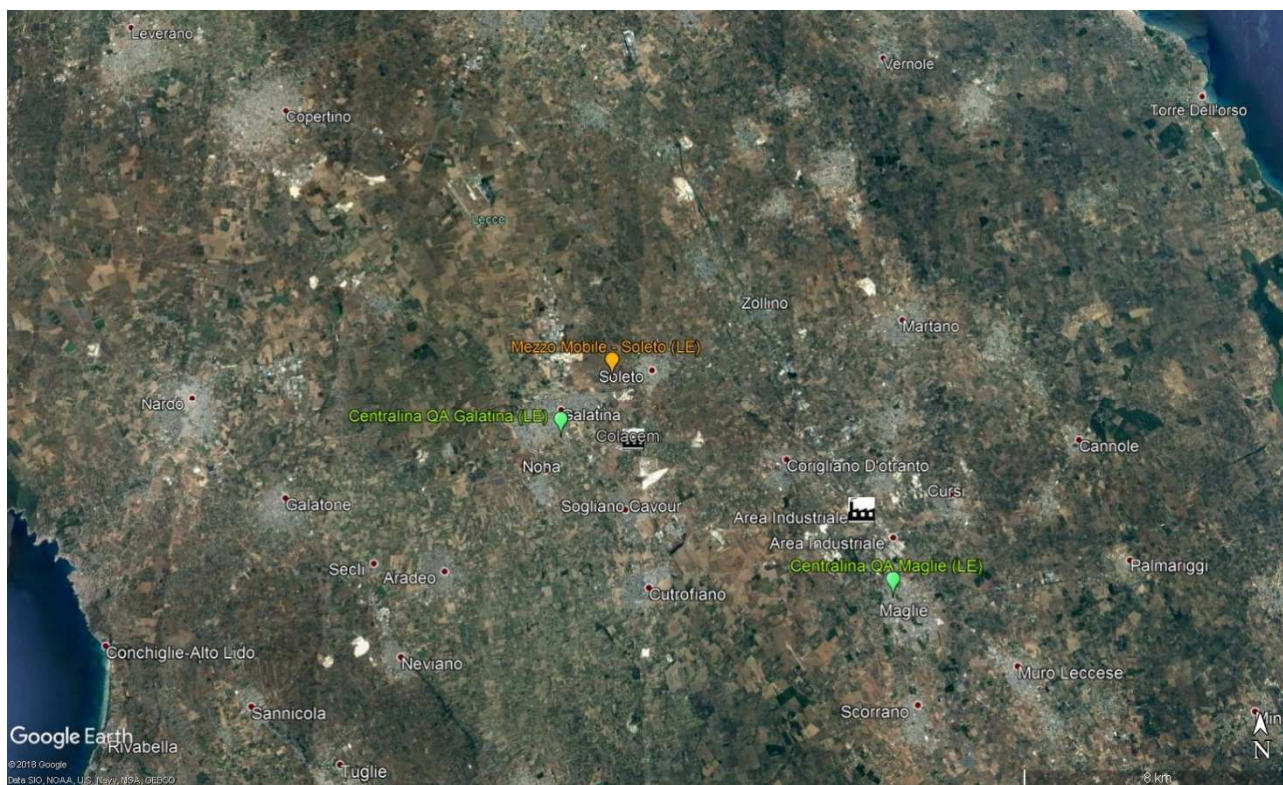 Leverano
Vernole
Copertino
Torre Dell'orso
Lecce
Zollino
Martano
Mezzo Mobile - Soleto (LE)
Soleto
Nardò
Centralina QA Galatina (LE)
Galatina
Colacem
Cannole
Noha
Corigliano D'otranto
Cursi
Galatone
Sogliano Cavour
Area Industriale
Area Industriale
Secli
Aradeo
Centralina QA Maglie (LE)
Palmariggi
Cutrofiano
Maglie
Conchiglie-Alto Lido
Neviano
Muro Leccese
Sannicola
Scorrano
Min
Google Earth
Rivabella
N
©2018 Google
Tuglie
Data SIO, NOAA, U.S. Navy, NGA, GEBCO
8 km